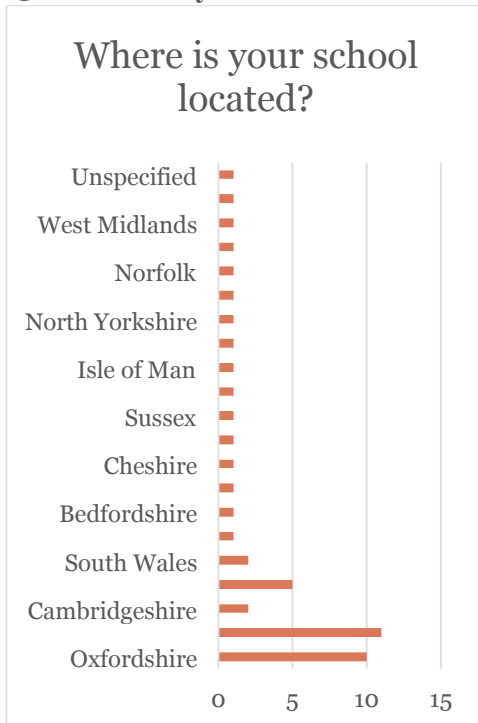 Where is your school
located?
Unspecified
West Midlands
Norfolk
North Yorkshire
Isle of Man
Sussex
Cheshire
Bedfordshire
South Wales
Cambridgeshire
Oxfordshire
0 5 10 15